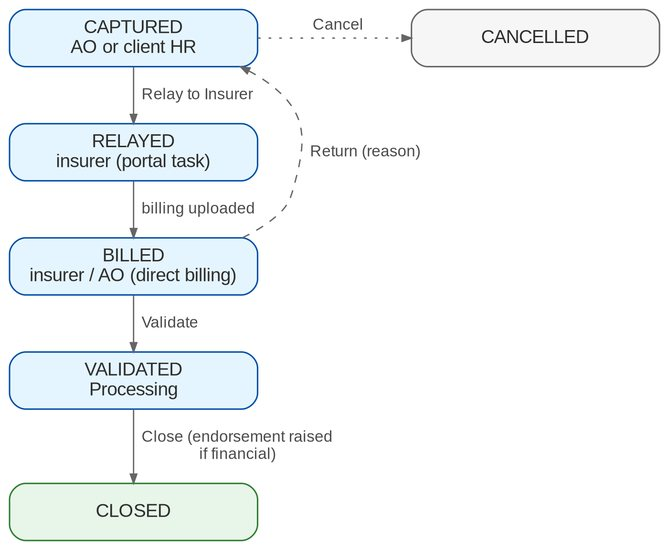 CAPTURED
AO or client HR
Cancel
CANCELLED
Relay to Insurer
RELAYED
insurer (portal task)
Return (reason)
billing uploaded
BILLED
insurer / AO (direct billing)
Validate
VALIDATED
Processing
Close (endorsement raised
if financial)
CLOSED